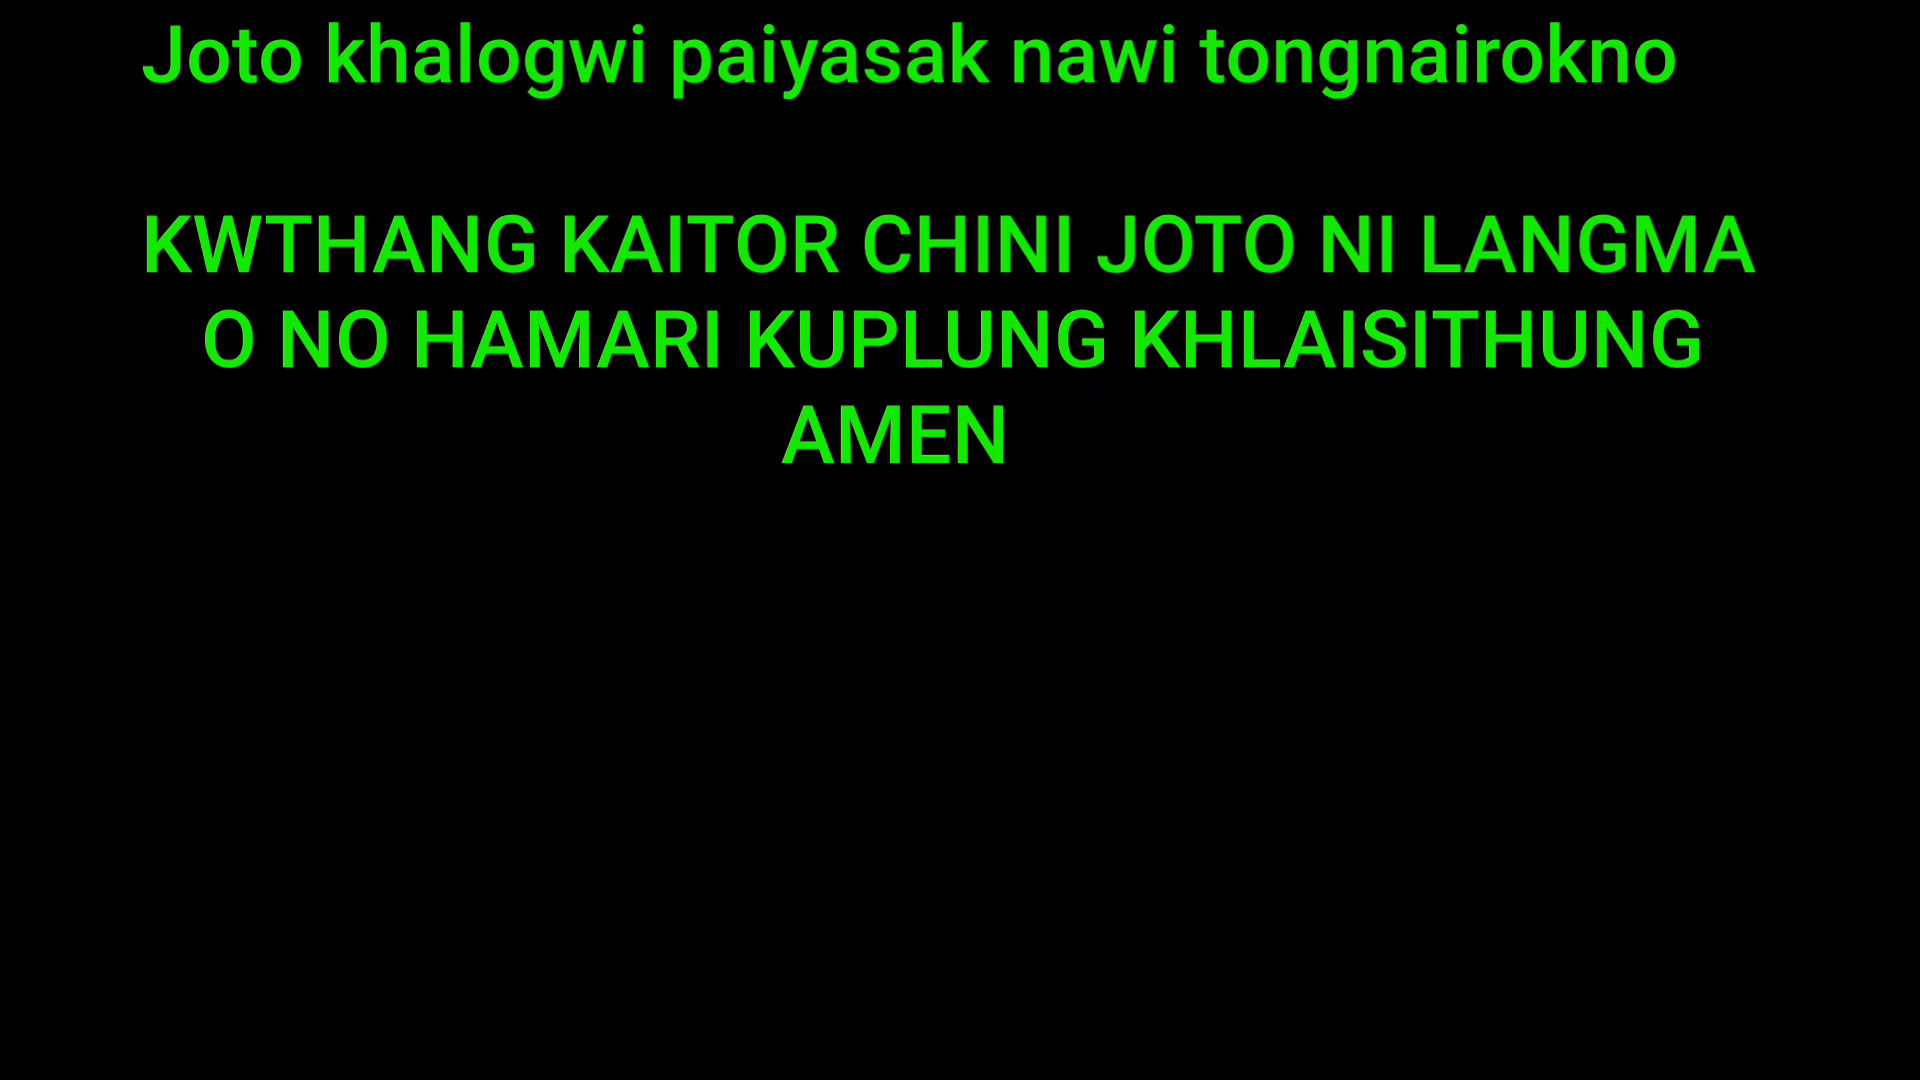 Joto khalogwi paiyasak nawi tongnairokno
KWTHANG KAITOR CHINI JOTO NI LANGMA
O NO HAMARI KUPLUNG KHLAISITHUNG
AMEN